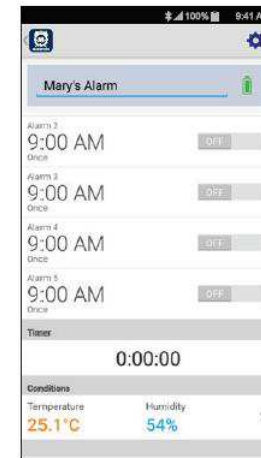 100% 9:41 A
Mary's Alarm
Alarm 2
9:00 AM
OFF
Once
Alarm 3
9:00 AM
OFF
Once
Alarm 4
9:00 AM
OFF
Once
Alarm 5
9:00 AM
OFF
Once
Timer
0:00:00
Conditions
Temperature Humidity
25.1°C 54%